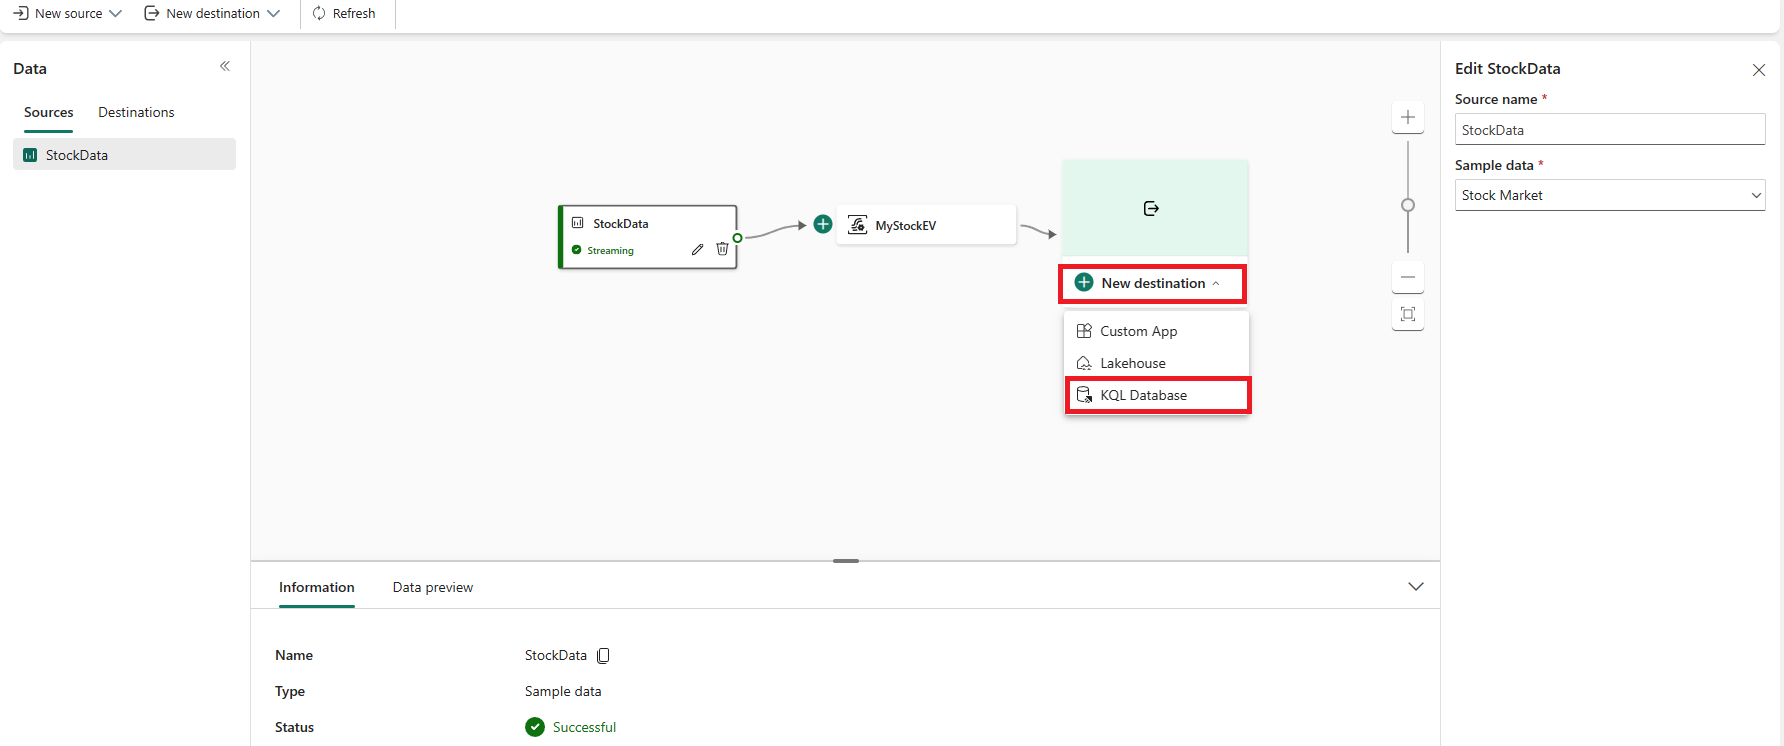 New source
New destination
Refresh
Data
Sources
Destinations
StockData
StockData
Streaming
MyStockEV
New destination
Custom App
Lakehouse
KQL Database
Edit StockData
Source name *
StockData
Sample data *
Stock Market
Information
Data preview
Name
StockData
Type
Sample data
Status
Successful